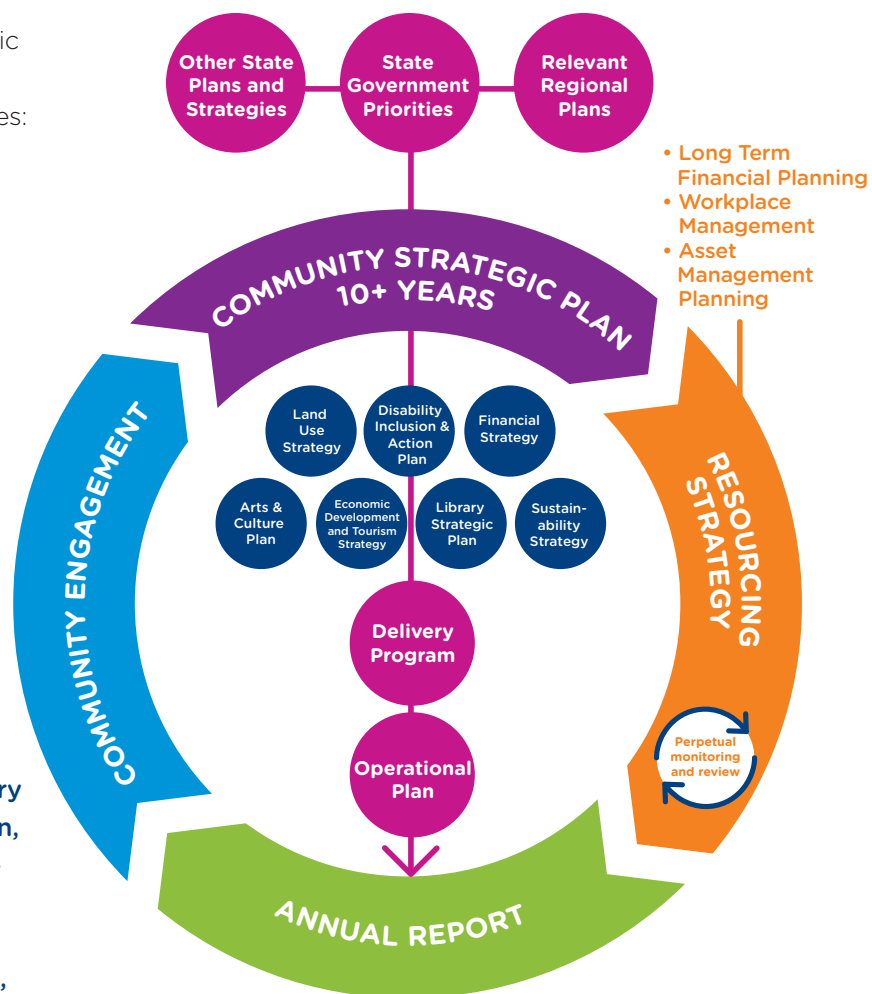 ic
es:
Other State
Plans and
Strategies
State
Government
Priorities
Relevant
Regional
Plans
• Long Term
Financial Planning
• Workplace
Management
• Asset
Management
Planning
COMMUNITY STRATEGIC PLAN
10+ YEARS
Land
Use
Strategy
Disability
Inclusion &
Action
Plan
Financial
Strategy
Arts &
Culture
Plan
Economic
Development
and Tourism
Strategy
Library
Strategic
Plan
Sustain-
ability
Strategy
COMMUNITY ENGAGEMENT
RESOURCING
STRATEGY
Delivery
Program
Perpetual
monitoring
and review
Operational
Plan
ry
n,
,
ANNUAL REPORT